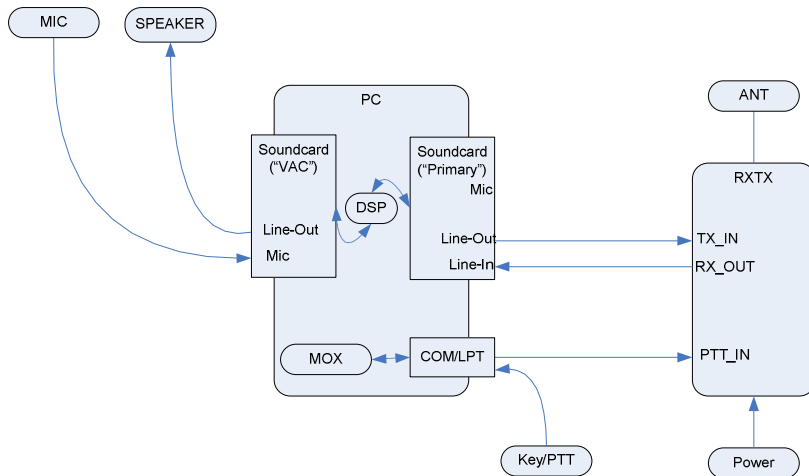 MIC
SPEAKER
PC
ANT
Soundcard
(“VAC”)
Line-Out
Mic
DSP
Soundcard
(“Primary”)
Mic
Line-Out
Line-In
RXTX
TX_IN
RX_OUT
PTT_IN
MOX
COM/LPT
Key/PTT
Power